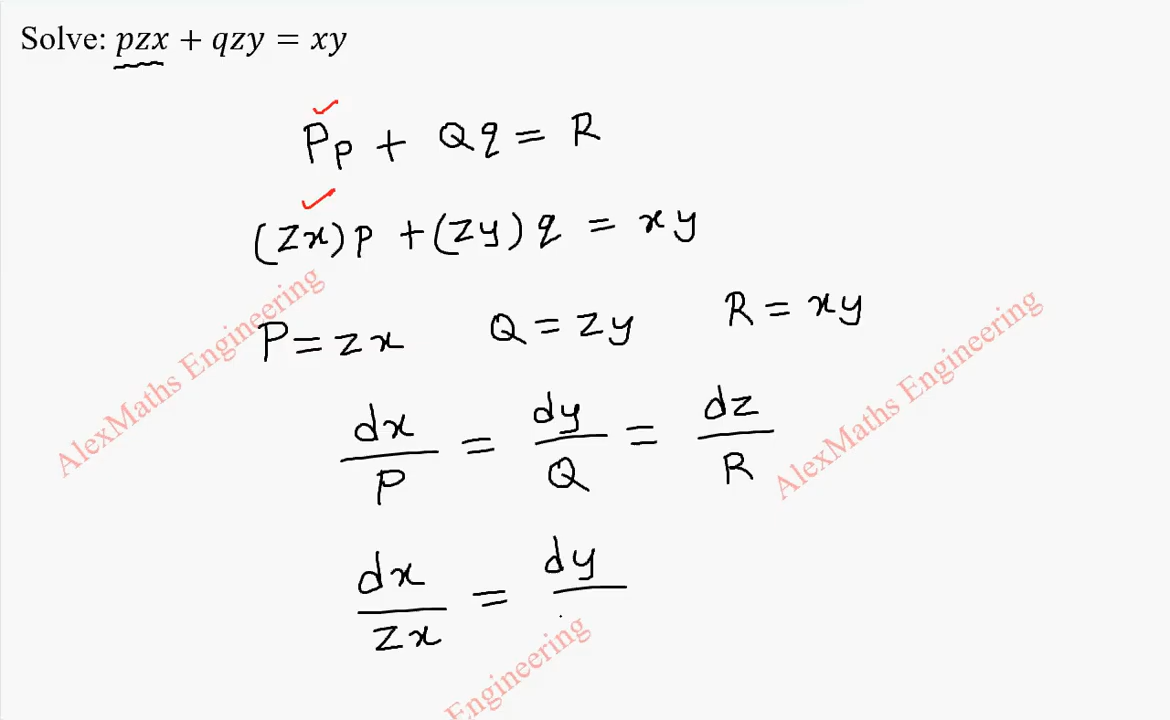 Solve: pzx + qzy = xy
Pp + Qq = R
(zx)p + (zy)q = xy
P = zx Q = zy R = xy
dx/P = dy/Q = dz/R
dx/zx = dy/
AlexMaths Engineering
AlexMaths Engineering
Engineering